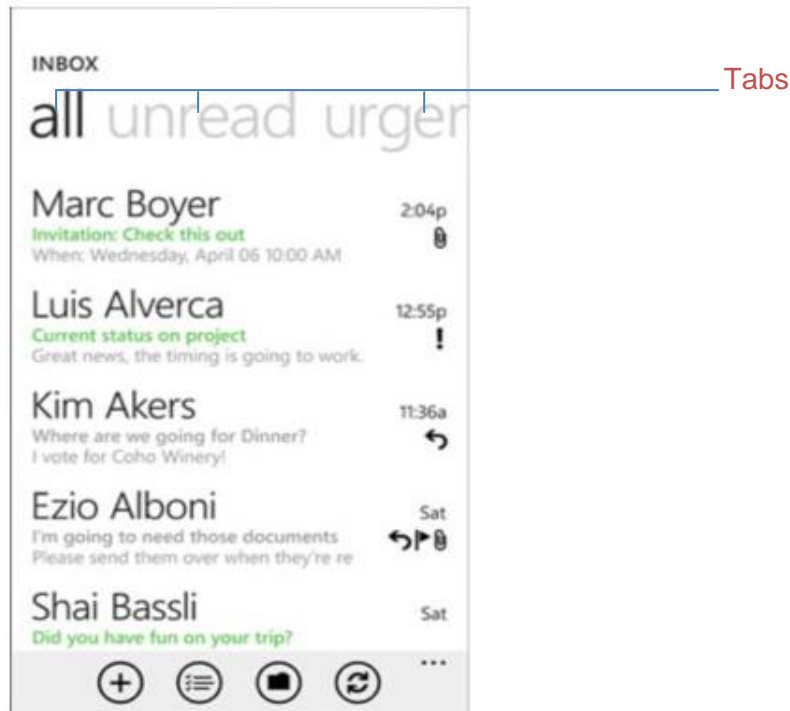 INBOX
Tabs
all unread urger
Marc Boyer 2:04p
Invitation: Check this out
When: Wednesday, April 06 10:00 AM
Luis Alverca 12:55p
Current status on project
Great news, the timing is going to work.
Kim Akers 11:36a
Where are we going for Dinner?
I vote for Coho Winery!
Ezio Alboni Sat
I'm going to need those documents
Please send them over when they're re
Shai Bassli Sat
Did you have fun on your trip?